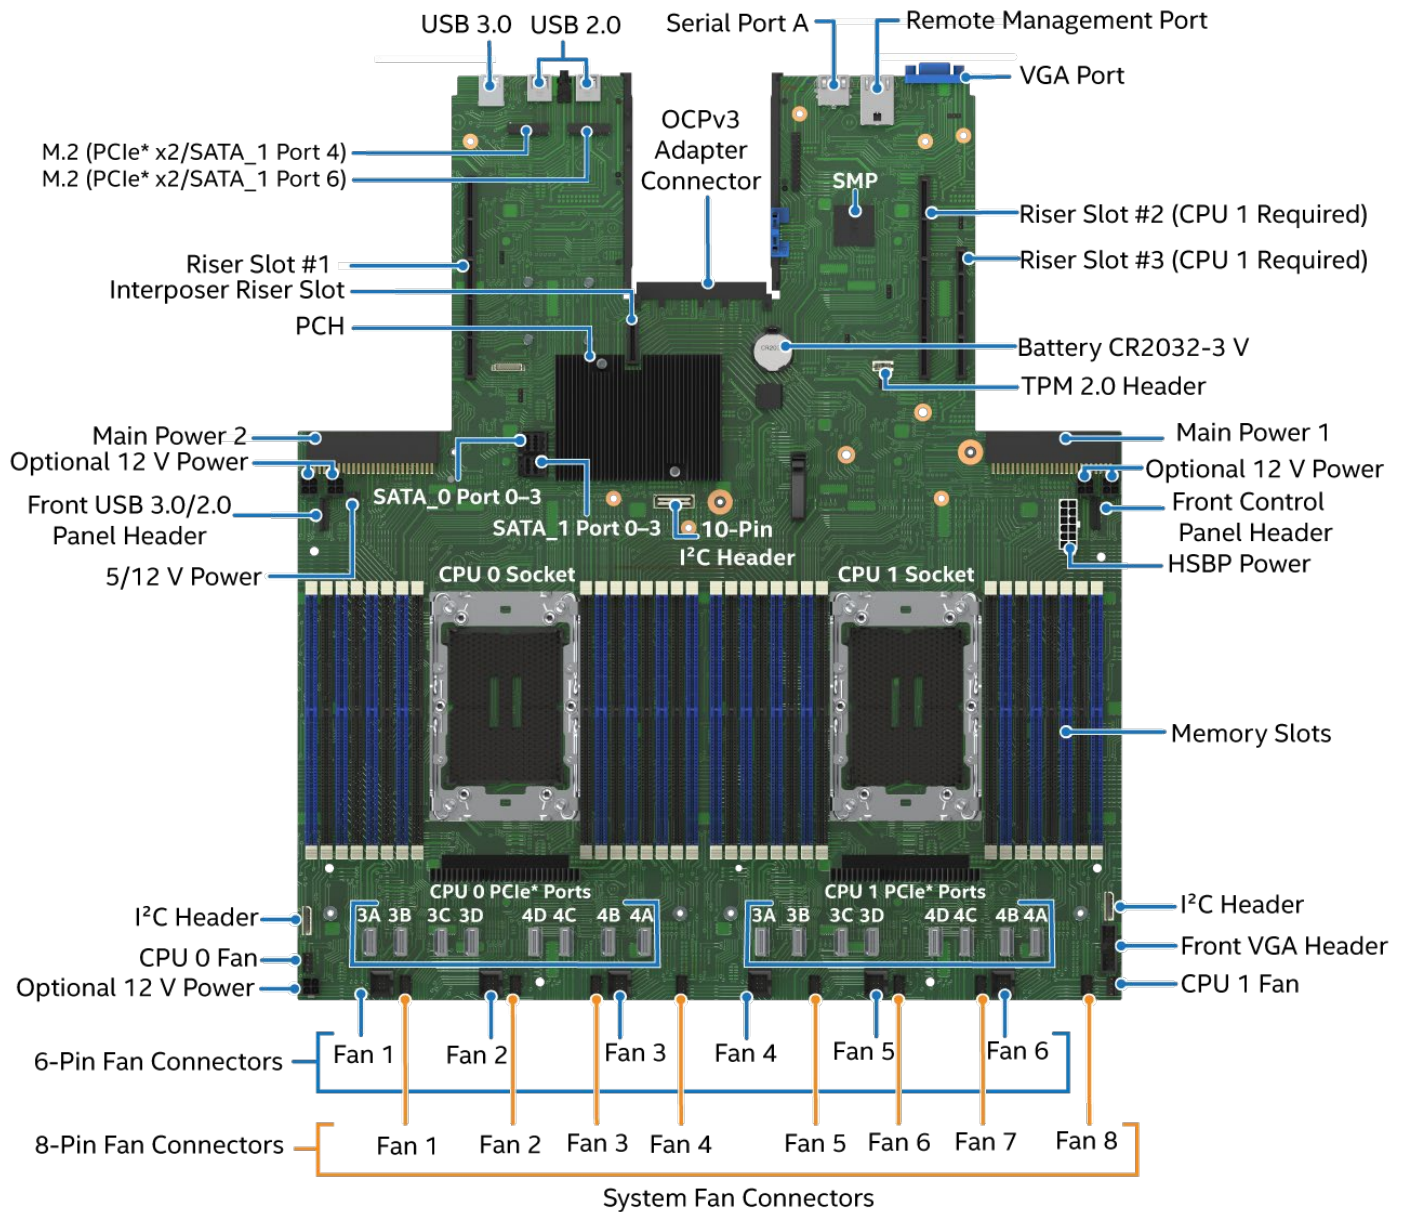 USB 3.0
USB 2.0
Serial Port A
Remote Management Port
VGA Port
OCPv3
Adapter
Connector
M.2 (PCIe* x2/SATA_1 Port 4)
M.2 (PCIe* x2/SATA_1 Port 6)
SMP
Riser Slot #2 (CPU 1 Required)
Riser Slot #1
Riser Slot #3 (CPU 1 Required)
Interposer Riser Slot
PCH
Battery CR2032-3 V
TPM 2.0 Header
Main Power 2
Main Power 1
Optional 12 V Power
Optional 12 V Power
SATA_0 Port 0–3
Front USB 3.0/2.0
Panel Header
Front Control
Panel Header
SATA_1 Port 0–3
10-Pin
I²C Header
HSBP Power
5/12 V Power
CPU 0 Socket
CPU 1 Socket
Memory Slots
CPU 0 PCIe* Ports
CPU 1 PCIe* Ports
3A 3B 3C 3D 4D 4C 4B 4A
3A 3B 3C 3D 4D 4C 4B 4A
I²C Header
I²C Header
CPU 0 Fan
Front VGA Header
Optional 12 V Power
CPU 1 Fan
6-Pin Fan Connectors
Fan 1
Fan 2
Fan 3
Fan 4
Fan 5
Fan 6
8-Pin Fan Connectors
Fan 1
Fan 2
Fan 3
Fan 4
Fan 5
Fan 6
Fan 7
Fan 8
System Fan Connectors